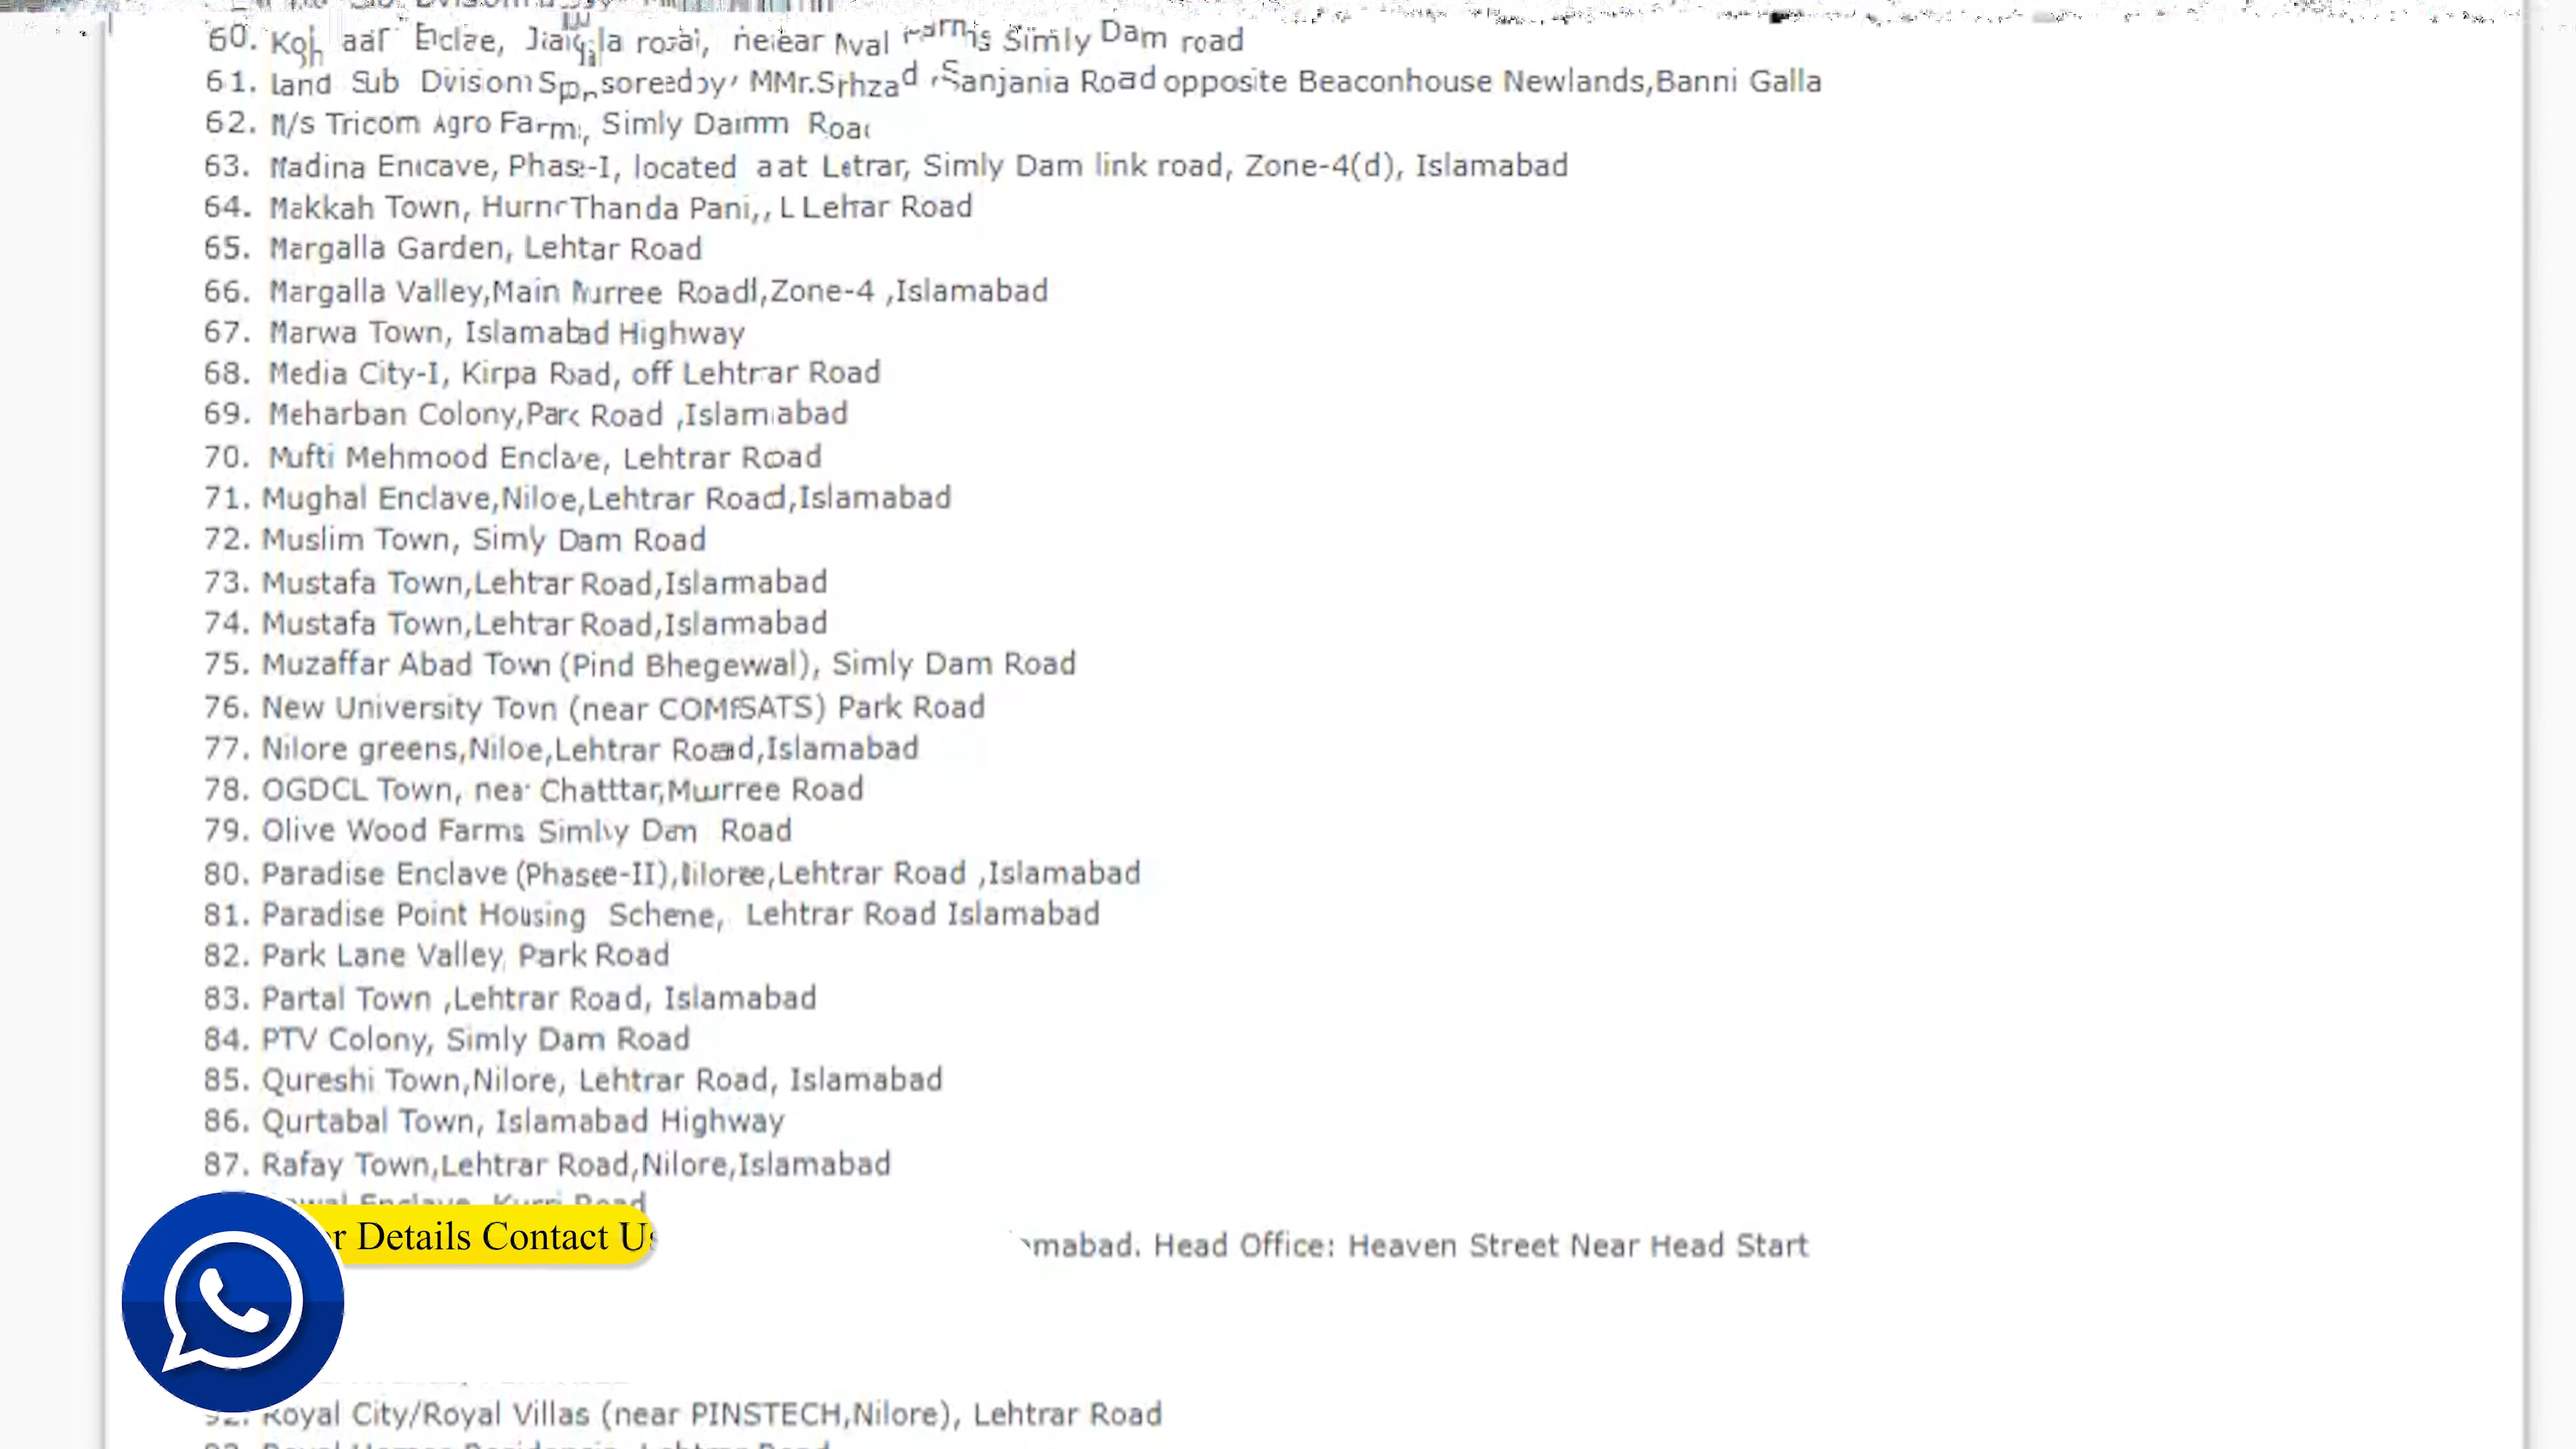 60. road, Simly Dam road
61. land Sub Road opposite Beaconhouse Newlands,Banni Galla
62. M/s Tricom Agro Farm, Simly Road
63. Madina Phase-I, located Simly Dam link road, Zone-4(d), Islamabad
64. Makkah Town, Thanda Pani,, Road
65. Margalla Garden, Lehtar Road
66. Margalla Valley,Main Murree Road,Zone-4 ,Islamabad
67. Marwa Town, Islamabad Highway
68. Media City-I, Kirpa Road, off Lehtrar Road
69. Meharban Colony,Park Road ,Islamabad
70. Mufti Mehmood Enclave, Lehtrar Road
71. Mughal Enclave,Niloe,Lehtrar Road,Islamabad
72. Muslim Town, Simly Dam Road
73. Mustafa Town,Lehtrar Road,Islamabad
74. Mustafa Town,Lehtrar Road,Islamabad
75. Muzaffar Abad Town (Pind Bhegewal), Simly Dam Road
76. New University Town (near COMSATS) Park Road
77. Nilore greens,Niloe,Lehtrar Road,Islamabad
78. OGDCL Town, near Chatttar,Murree Road
79. Olive Wood Farms Simly Dam Road
80. Paradise Enclave (Phase-II),Nilore,Lehtrar Road ,Islamabad
81. Paradise Point Housing Scheme, Lehtrar Road Islamabad
82. Park Lane Valley, Park Road
83. Partal Town ,Lehtrar Road, Islamabad
84. PTV Colony, Simly Dam Road
85. Qureshi Town,Nilore, Lehtrar Road, Islamabad
86. Qurtabal Town, Islamabad Highway
87. Rafay Town,Lehtrar Road,Nilore,Islamabad
Enclave, Kurri Road
Details Contact Us
Head Office: Heaven Street Near Head Start
92. Royal City/Royal Villas (near PINSTECH,Nilore), Lehtrar Road